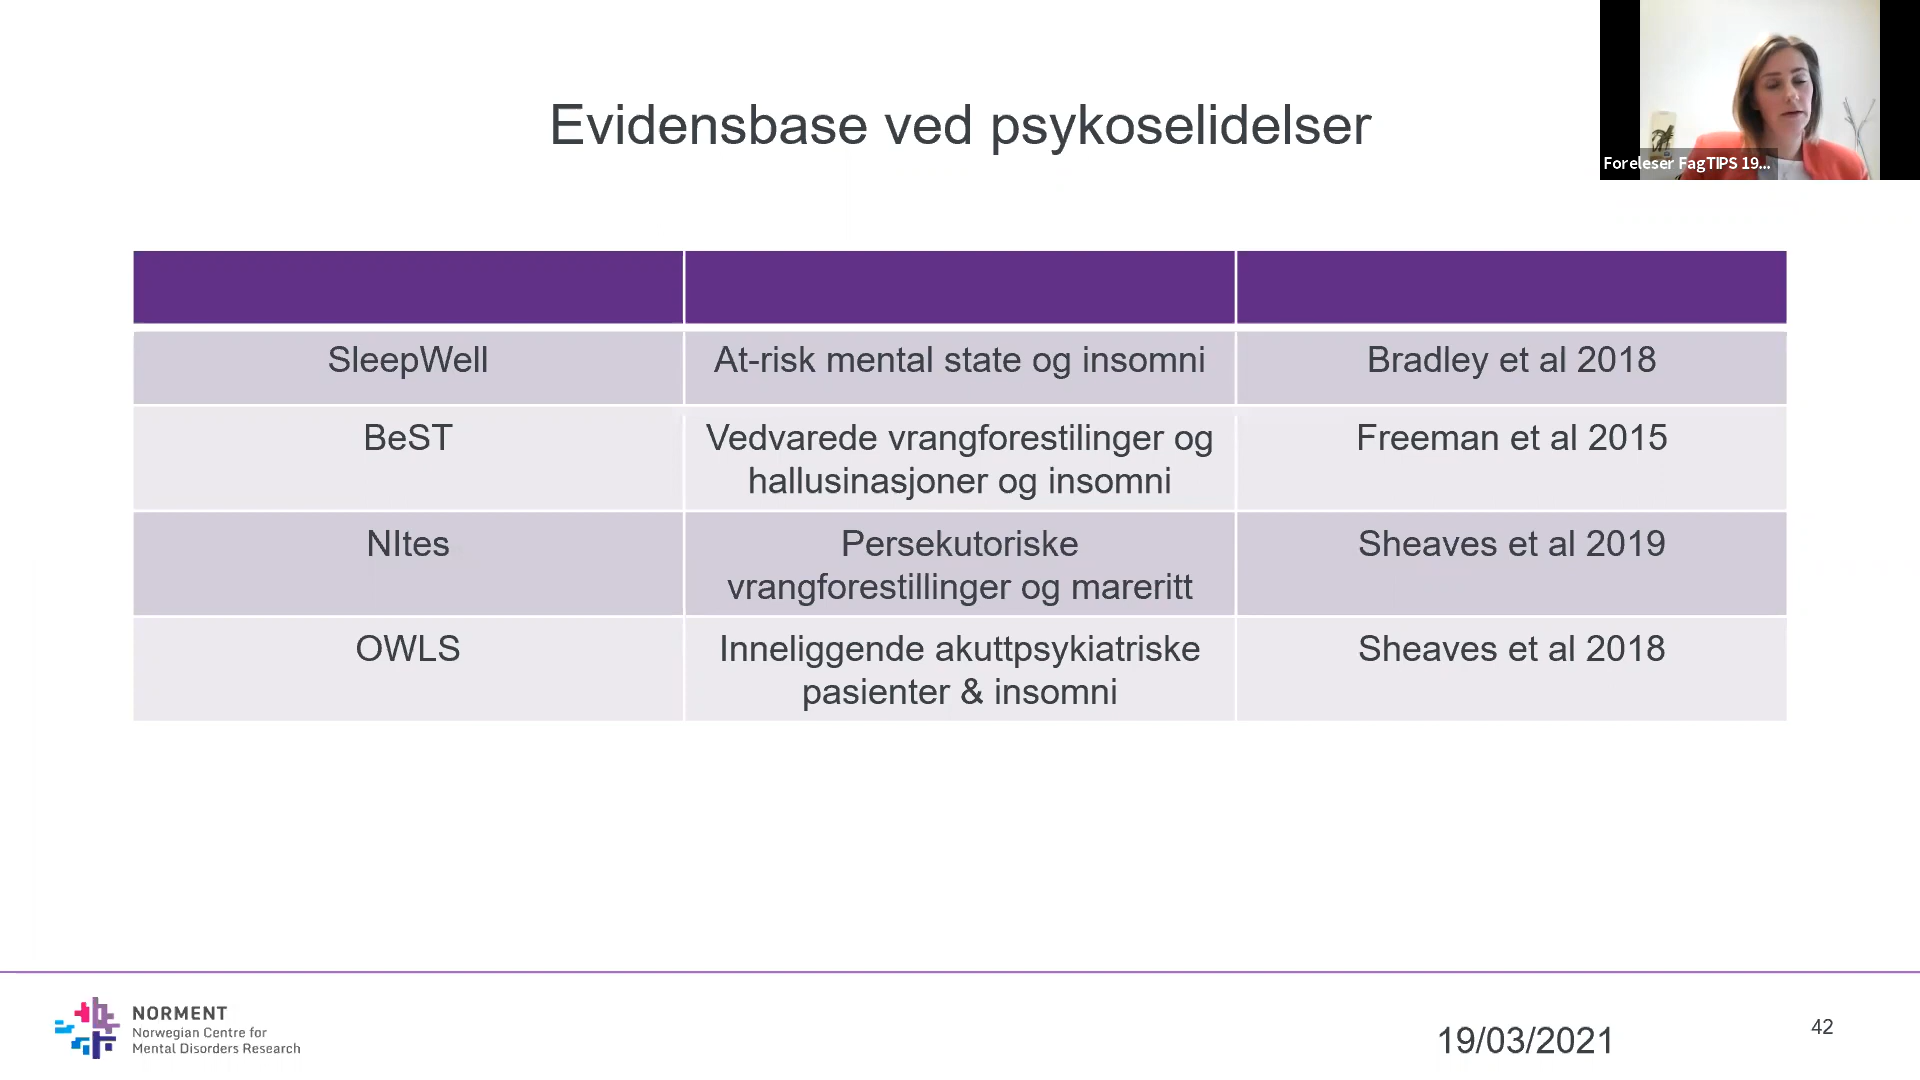 Evidensbase ved psykoselidelser
Foreleser FagTIPS 19...
SleepWell
At-risk mental state og insomni
Bradley et al 2018
BeST
Vedvarede vrangforestilinger og
hallusinasjoner og insomni
Freeman et al 2015
NItes
Persekutoriske
vrangforestillinger og mareritt
Sheaves et al 2019
OWLS
Inneliggende akuttpsykiatriske
pasienter & insomni
Sheaves et al 2018
NORMENT
Norwegian Centre for
Mental Disorders Research
19/03/2021
42